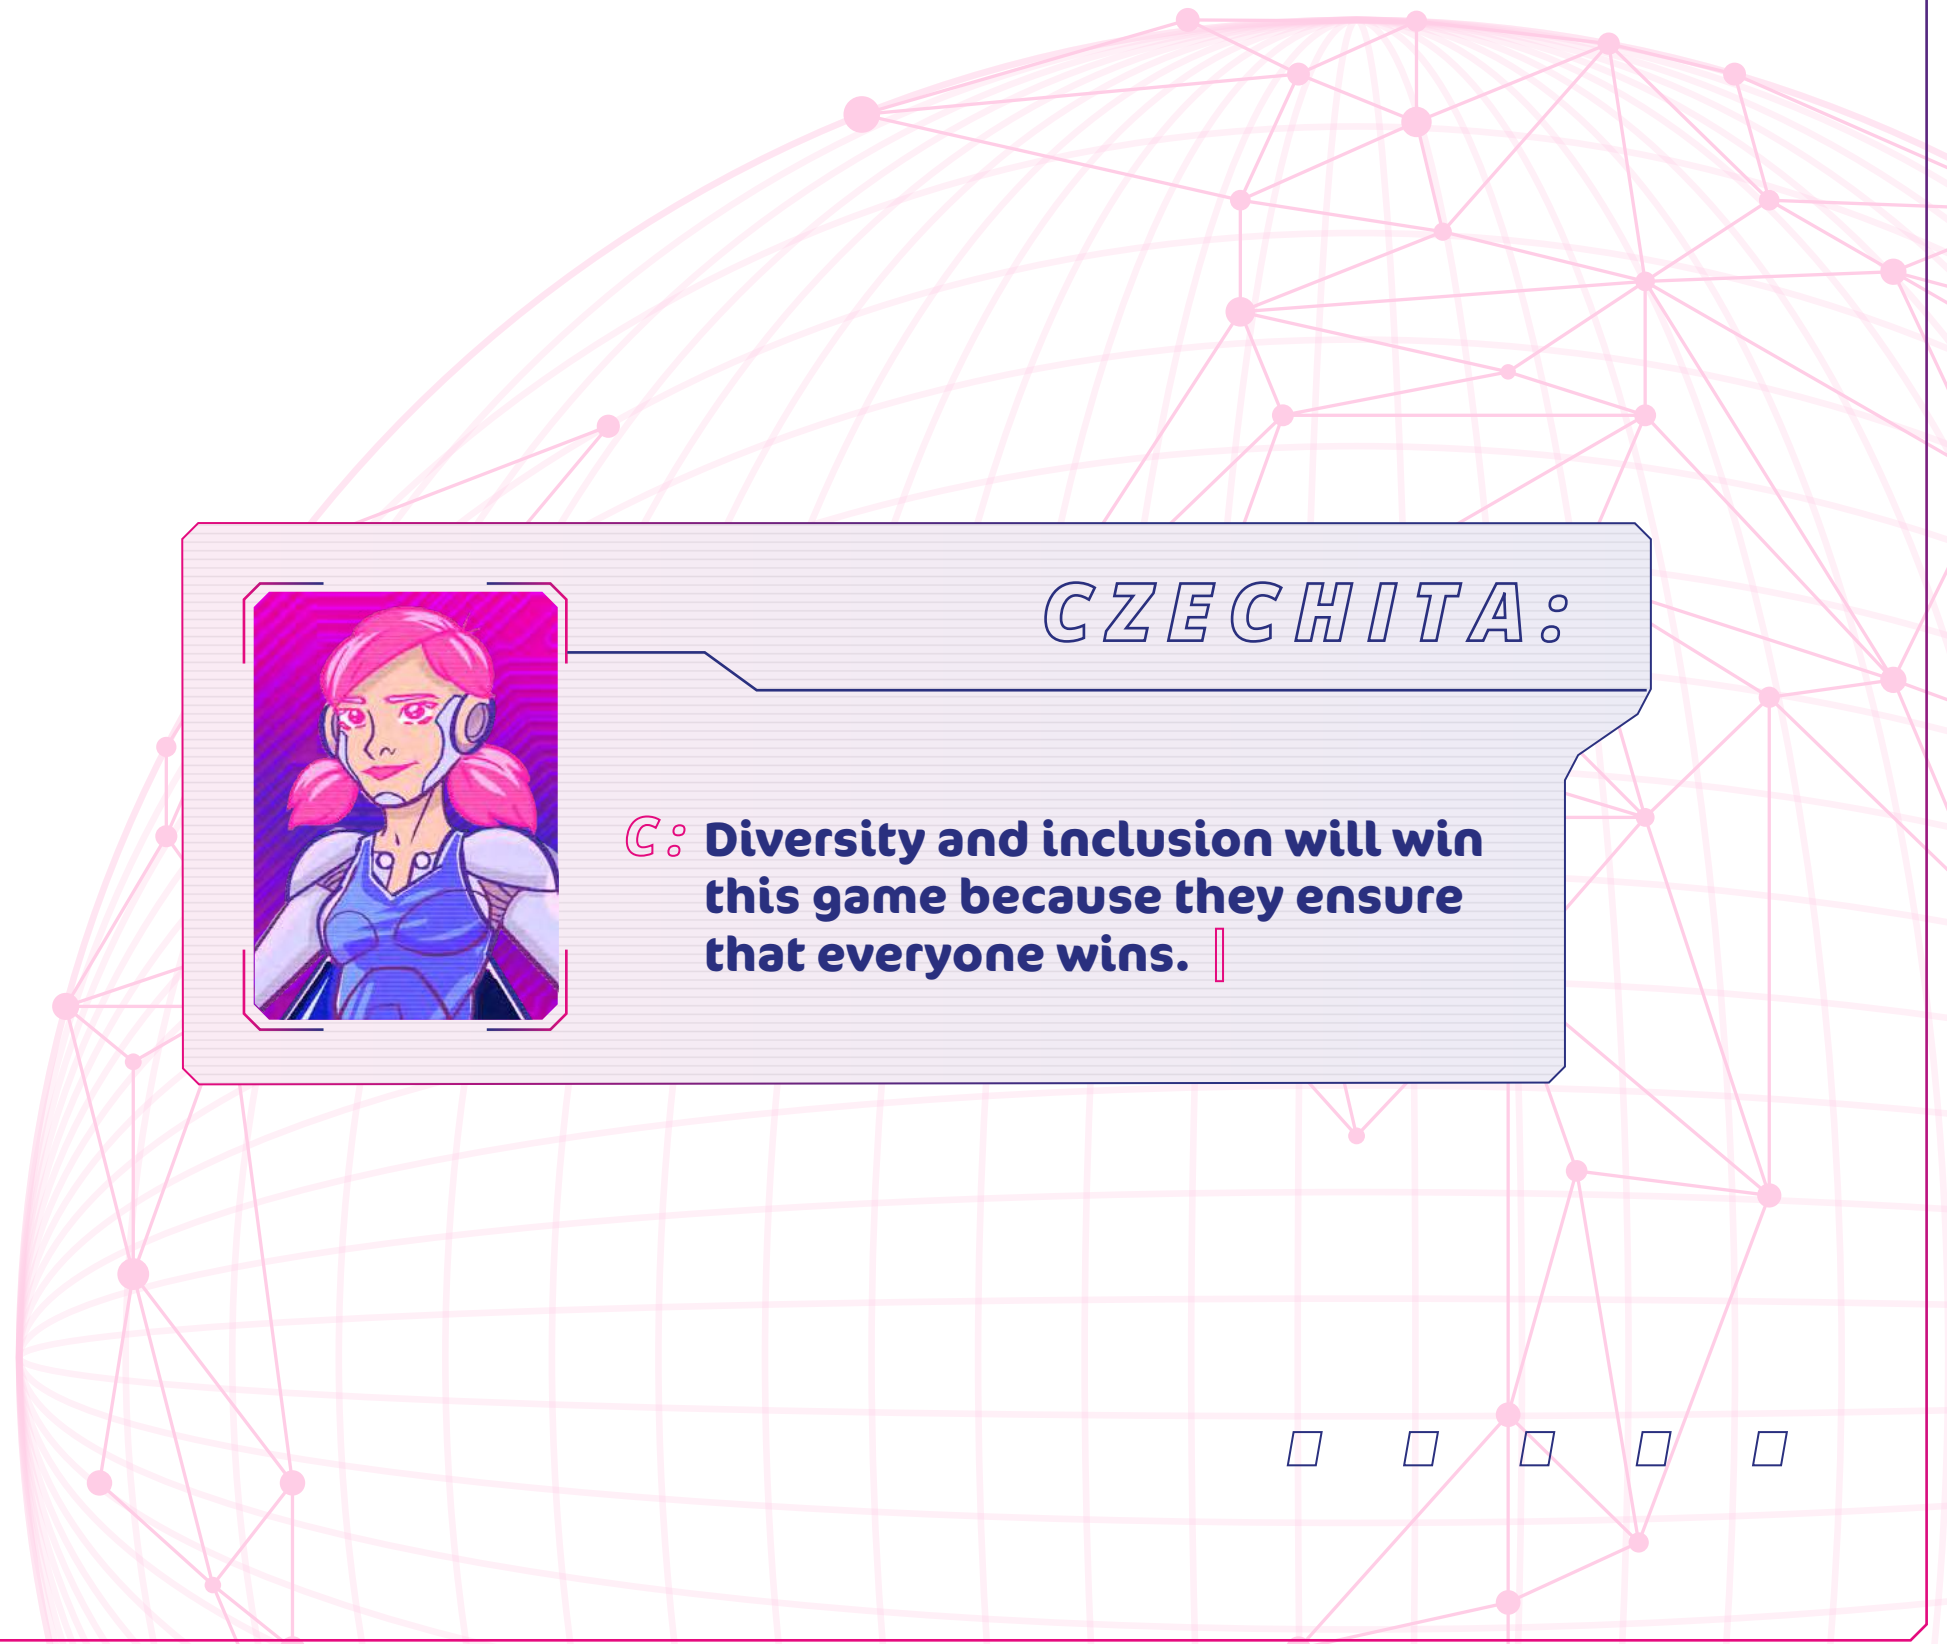 CZECHITA:
C: Diversity and inclusion will win
this game because they ensure
that everyone wins.